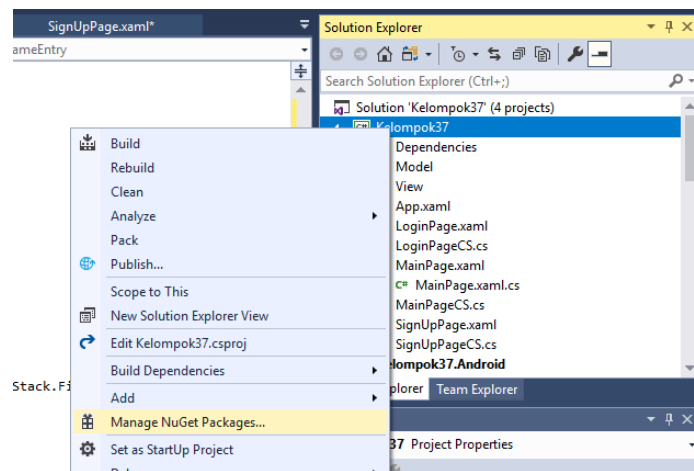 SignUpPage.xaml*
ameEntry
Stack.Fi
Solution Explorer
Search Solution Explorer (Ctrl+;)
Solution 'Kelompok37' (4 projects)
Kelompok37
Dependencies
Model
View
App.xaml
LoginPage.xaml
LoginPageCS.cs
MainPage.xaml
C# MainPage.xaml.cs
MainPageCS.cs
SignUpPage.xaml
SignUpPageCS.cs
elompok37.Android
plorer Team Explorer
37 Project Properties
Build
Rebuild
Clean
Analyze
Pack
Publish...
Scope to This
New Solution Explorer View
Edit Kelompok37.csproj
Build Dependencies
Add
Manage NuGet Packages...
Set as StartUp Project